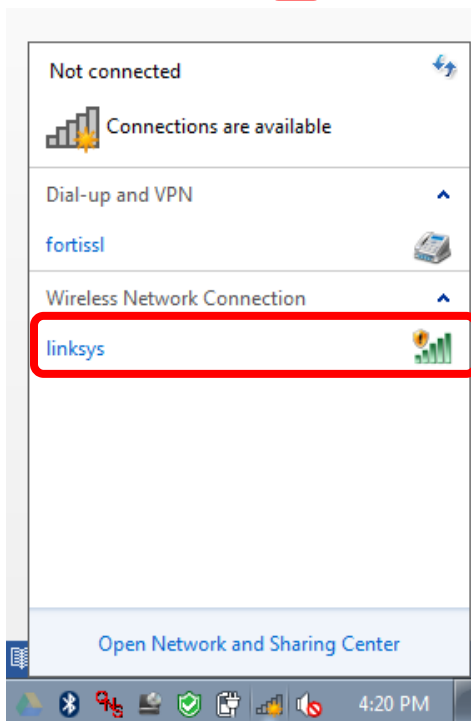 Not connected
Connections are available
Dial-up and VPN
fortissl
Wireless Network Connection
linksys
Open Network and Sharing Center
4:20 PM